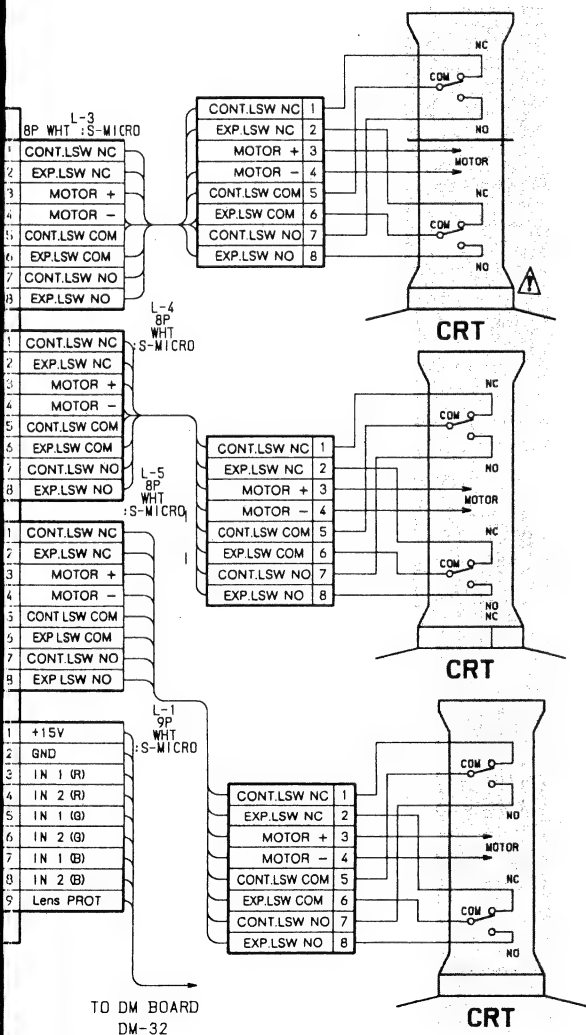 L-3
8P WHT :S-MICRO
1 CONT.LSW NC
2 EXP.LSW NC
3 MOTOR +
4 MOTOR −
5 CONT.LSW COM
6 EXP.LSW COM
7 CONT.LSW NO
8 EXP.LSW NO
CONT.LSW NC 1
EXP.LSW NC 2
MOTOR + 3
MOTOR − 4
CONT.LSW COM 5
EXP.LSW COM 6
CONT.LSW NO 7
EXP.LSW NO 8
NC
COM
NO
MOTOR
NC
COM
NO
CRT
L-4
8P
WHT
:S-MICRO
1 CONT.LSW NC
2 EXP.LSW NC
3 MOTOR +
4 MOTOR −
5 CONT.LSW COM
6 EXP.LSW COM
7 CONT.LSW NO
8 EXP.LSW NO
CONT.LSW NC 1
EXP.LSW NC 2
MOTOR + 3
MOTOR − 4
CONT.LSW COM 5
EXP.LSW COM 6
CONT.LSW NO 7
EXP.LSW NO 8
NC
COM
NO
MOTOR
NC
COM
NO
NC
CRT
L-5
8P
WHT
:S-MICRO
1 CONT.LSW NC
2 EXP.LSW NC
3 MOTOR +
4 MOTOR −
5 CONT LSW COM
6 EXP LSW COM
7 CONT.LSW NO
8 EXP LSW NO
CONT.LSW NC 1
EXP.LSW NC 2
MOTOR + 3
MOTOR − 4
CONT.LSW COM 5
EXP.LSW COM 6
CONT.LSW NO 7
EXP.LSW NO 8
COM
NO
MOTOR
NC
COM
NO
CRT
L-1
9P
WHT
:S-MICRO
1 +15V
2 GND
3 IN 1 (R)
4 IN 2 (R)
5 IN 1 (G)
6 IN 2 (G)
7 IN 1 (B)
8 IN 2 (B)
9 Lens PROT
TO DM BOARD
DM-32